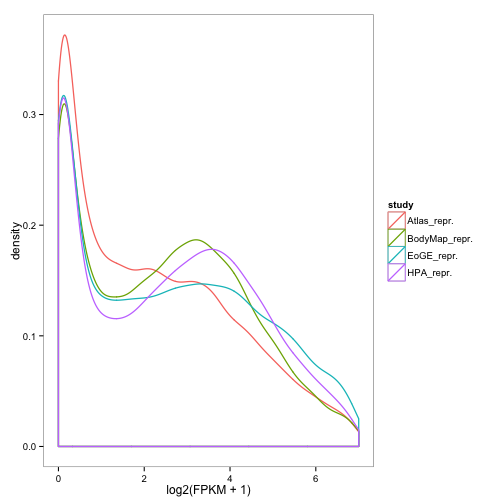 density
0.3
0.2
0.1
0.0
0 2 4 6
log2(FPKM + 1)
study
Atlas_repr.
BodyMap_repr.
EoGE_repr.
HPA_repr.